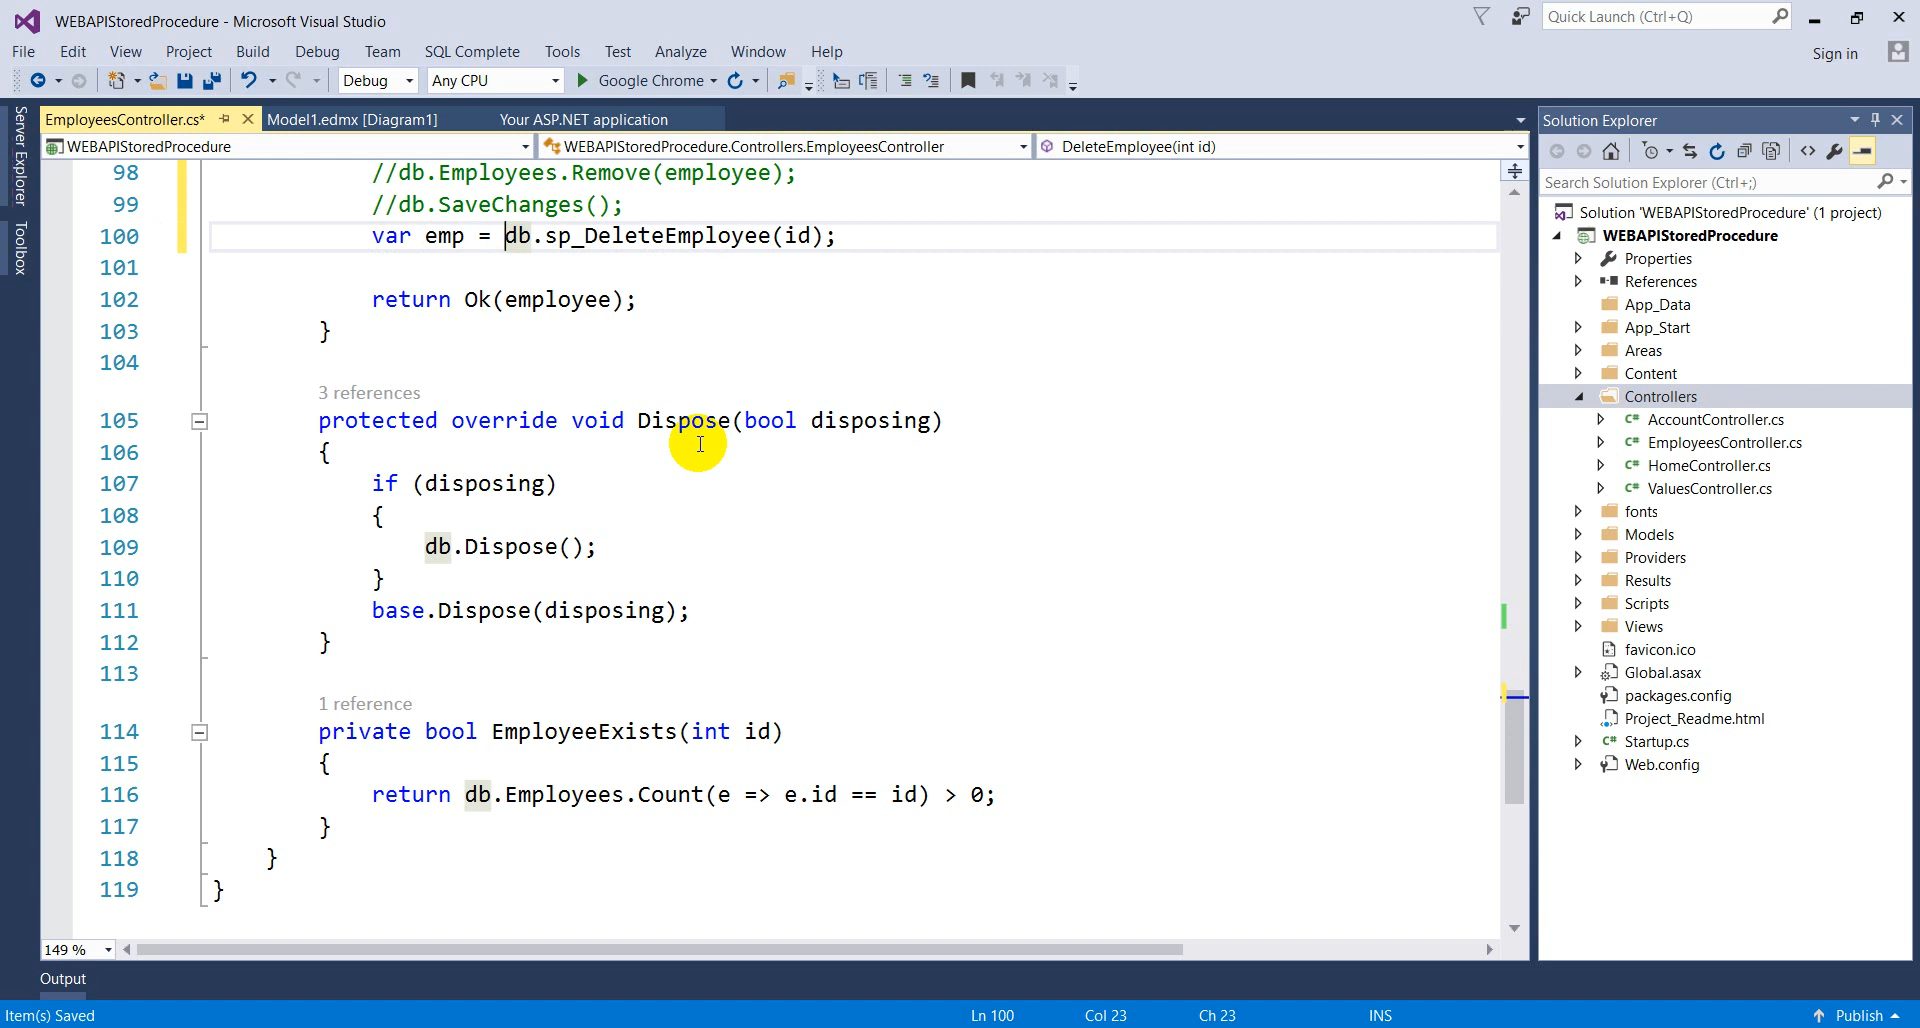 WEBAPIStoredProcedure - Microsoft Visual Studio
Quick Launch (Ctrl+Q)
File Edit View Project Build Debug Team SQL Complete Tools Test Analyze Window Help
Sign in
Debug Any CPU Google Chrome
Server Explorer
Toolbox
EmployeesController.cs* Model1.edmx [Diagram1] Your ASP.NET application
WEBAPIStoredProcedure WEBAPIStoredProcedure.Controllers.EmployeesController DeleteEmployee(int id)
98 //db.Employees.Remove(employee);
99 //db.SaveChanges();
100 var emp = db.sp_DeleteEmployee(id);
101
102 return Ok(employee);
103 }
104
3 references
105 protected override void Dispose(bool disposing)
106 {
107 if (disposing)
108 {
109 db.Dispose();
110 }
111 base.Dispose(disposing);
112 }
113
1 reference
114 private bool EmployeeExists(int id)
115 {
116 return db.Employees.Count(e => e.id == id) > 0;
117 }
118 }
119 }
149 %
Output
Solution Explorer
Search Solution Explorer (Ctrl+;)
Solution 'WEBAPIStoredProcedure' (1 project)
WEBAPIStoredProcedure
Properties
References
App_Data
App_Start
Areas
Content
Controllers
C# AccountController.cs
C# EmployeesController.cs
C# HomeController.cs
C# ValuesController.cs
fonts
Models
Providers
Results
Scripts
Views
favicon.ico
Global.asax
packages.config
Project_Readme.html
C# Startup.cs
Web.config
Item(s) Saved Ln 100 Col 23 Ch 23 INS Publish